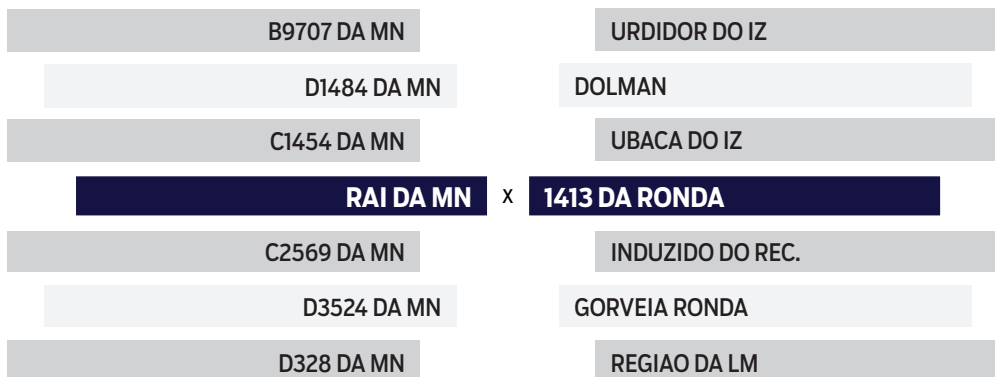 B9707 DA MN URDIDOR DO IZ
D1484 DA MN DOLMAN
C1454 DA MN UBACA DO IZ
RAI DA MN X 1413 DA RONDA
C2569 DA MN INDUZIDO DO REC.
D3524 DA MN GORVEIA RONDA
D328 DA MN REGIAO DA LM